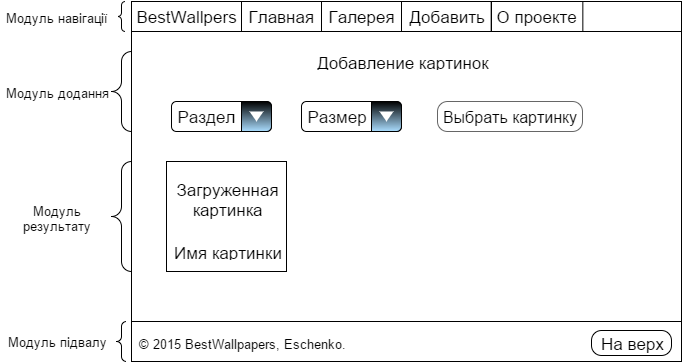 Модуль навігації
BestWallpers Главная Галерея Добавить О проекте
Добавление картинок
Модуль додання
Раздел Размер Выбрать картинку
Загруженная
картинка
Модуль
результату
Имя картинки
Модуль підвалу
© 2015 BestWallpapers, Eschenko.
На верх